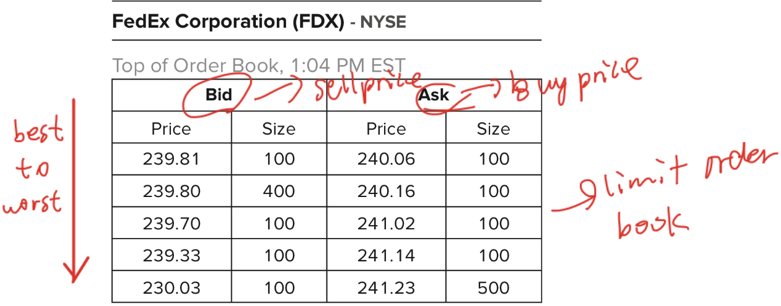 FedEx Corporation (FDX) - NYSE
Top of Order Book, 1:04 PM EST
Bid → sell price Ask → buy price
Price Size Price Size
239.81 100 240.06 100
239.80 400 240.16 100
239.70 100 241.02 100
239.33 100 241.14 100
230.03 100 241.23 500
best
to
worst
→ limit order
book